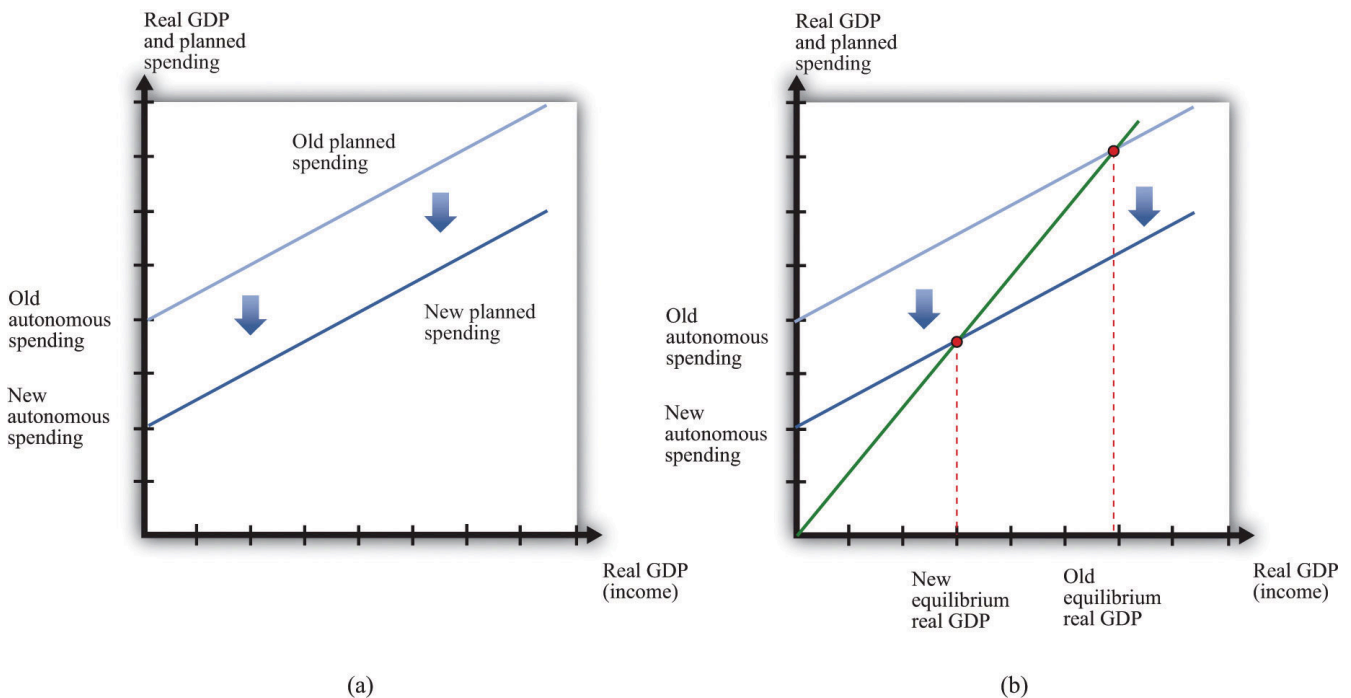 Real GDP
and planned
spending
Old planned
spending
New planned
spending
Old
autonomous
spending
New
autonomous
spending
Real GDP
(income)
(a)
Real GDP
and planned
spending
Old
autonomous
spending
New
autonomous
spending
New
equilibrium
real GDP
Old
equilibrium
real GDP
Real GDP
(income)
(b)